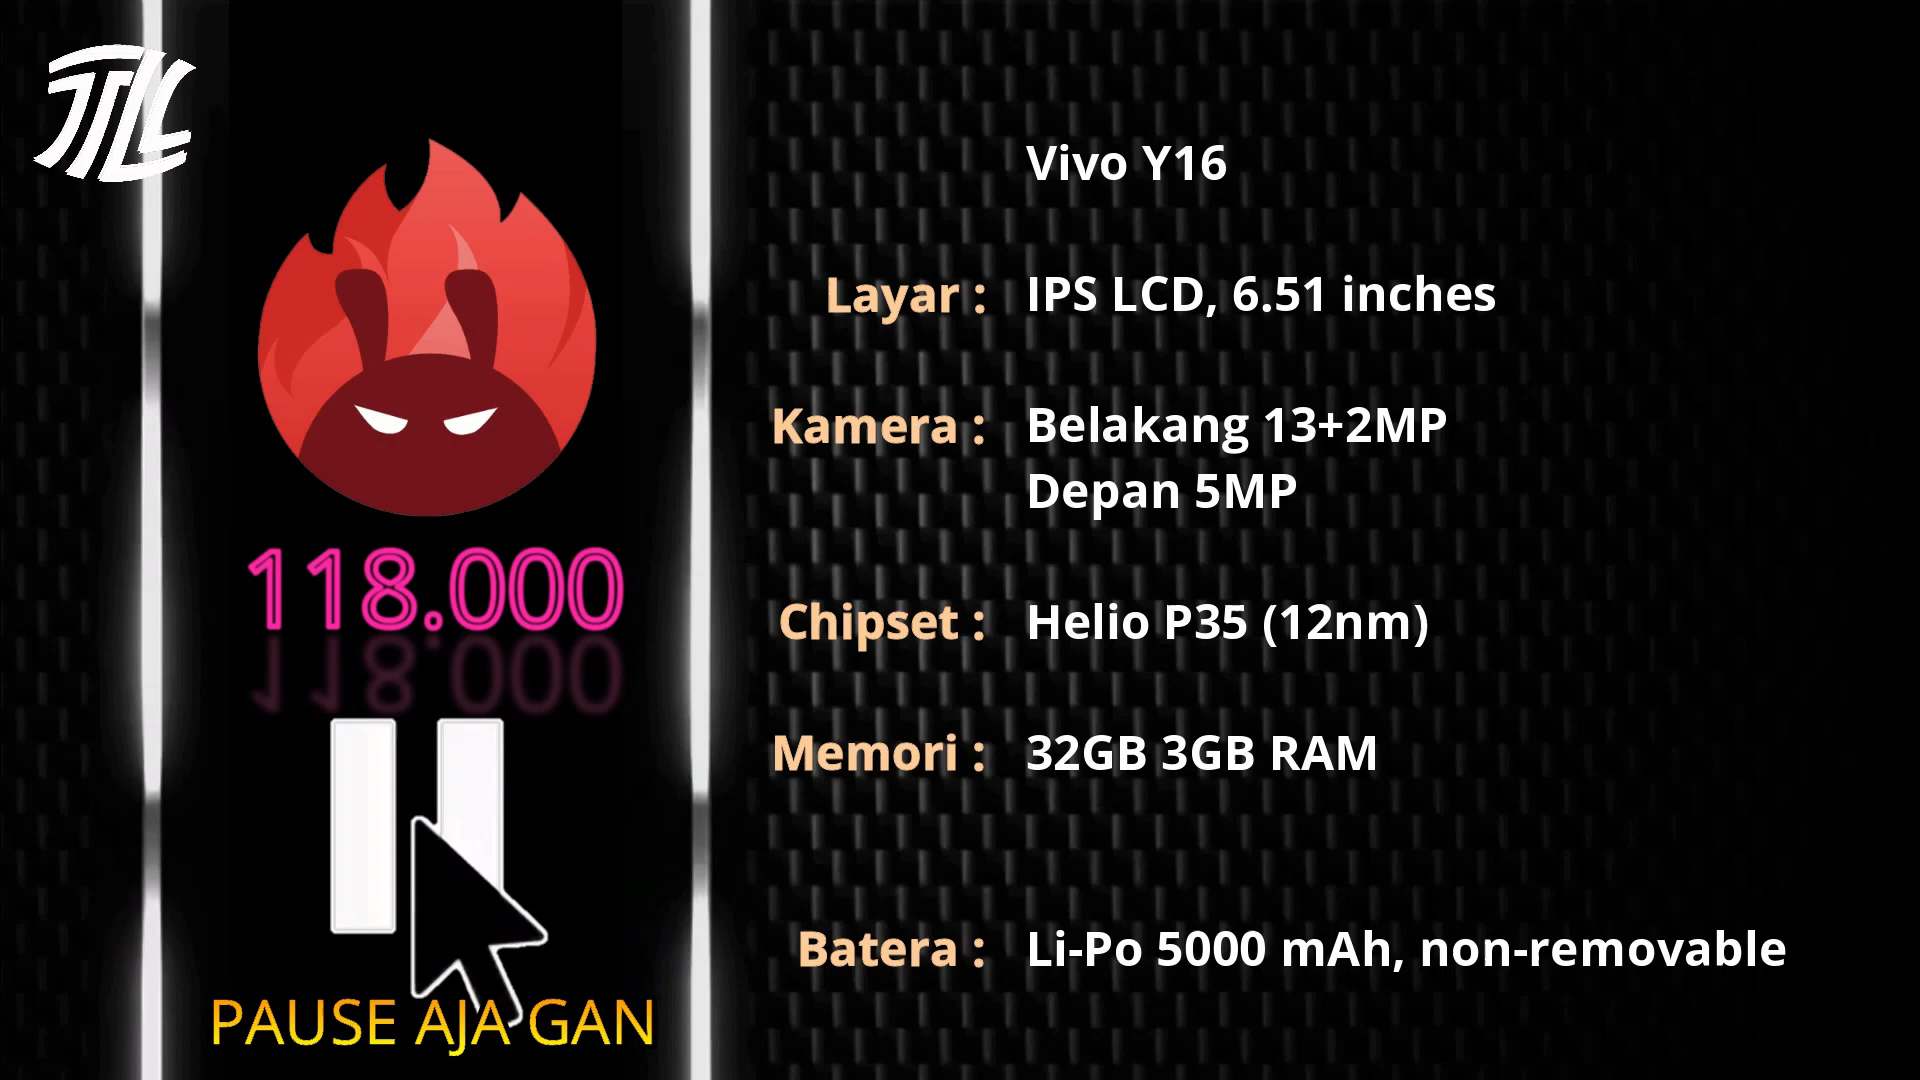 TLL
118.000
PAUSE AJA GAN
Vivo Y16
Layar : IPS LCD, 6.51 inches
Kamera : Belakang 13+2MP
Depan 5MP
Chipset : Helio P35 (12nm)
Memori : 32GB 3GB RAM
Batera : Li-Po 5000 mAh, non-removable